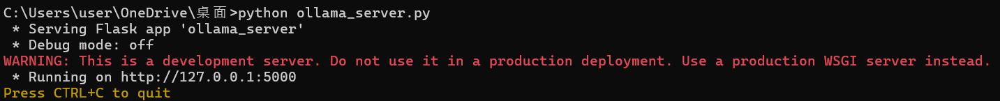 C:\Users\user\OneDrive\桌面>python ollama_server.py
 * Serving Flask app 'ollama_server'
 * Debug mode: off
WARNING: This is a development server. Do not use it in a production deployment. Use a production WSGI server instead.
 * Running on http://127.0.0.1:5000
Press CTRL+C to quit